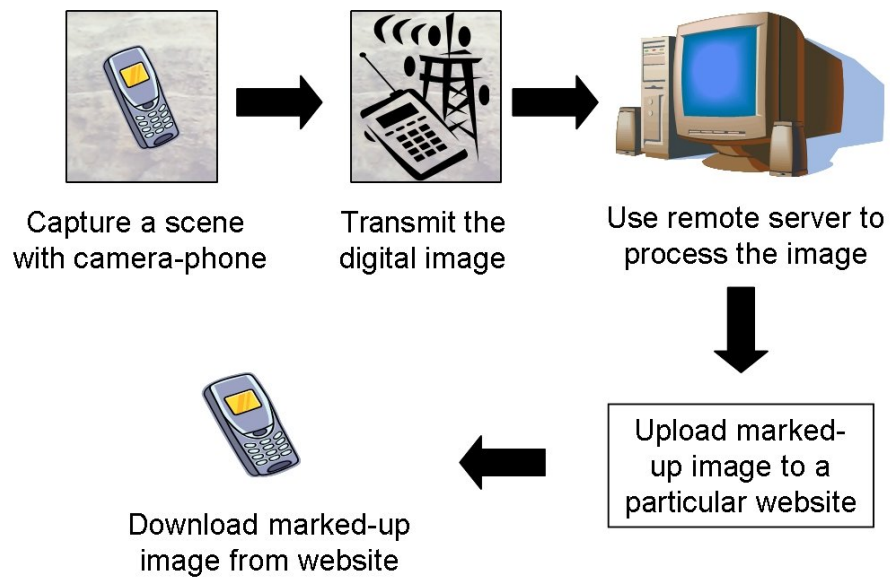 Capture a scene
with camera-phone
Transmit the
digital image
Use remote server to
process the image
Upload marked-
up image to a
particular website
Download marked-up
image from website